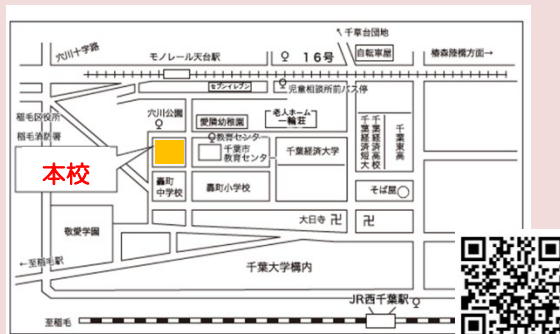 千草台団地
穴川十字路
モノレール天台駅
16号
自転車屋
椿森陸橋方面→
セブンイレブン
児童相談所前バス停
稲毛区役所
稲毛消防署
穴川公園
愛隣幼稚園
老人ホーム
一輪荘
教育センター
千葉市
教育センター
千葉経済大学
千葉経済短大
千葉経済高校
千葉東高
本校
轟町
中学校
轟町小学校
そば屋
大日寺
敬愛学園
←至稲毛駅
千葉大学構内
JR西千葉駅
至稲毛